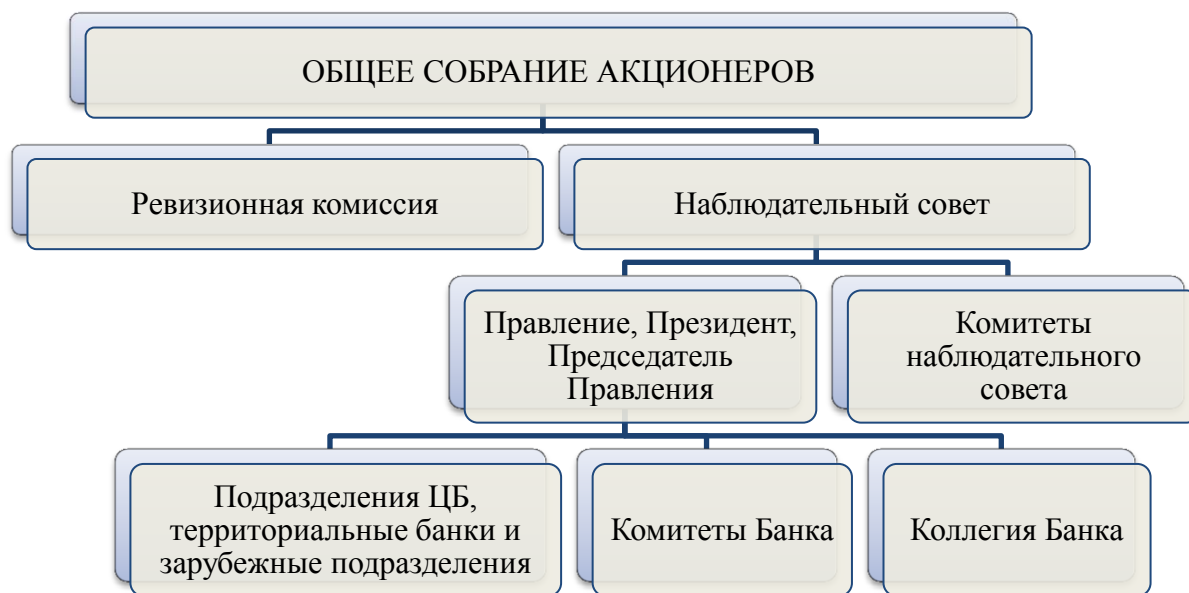 ОБЩЕЕ СОБРАНИЕ АКЦИОНЕРОВ
Ревизионная комиссия
Наблюдательный совет
Правление, Президент,
Председатель
Правления
Комитеты
наблюдательного
совета
Подразделения ЦБ,
территориальные банки и
зарубежные подразделения
Комитеты Банка
Коллегия Банка